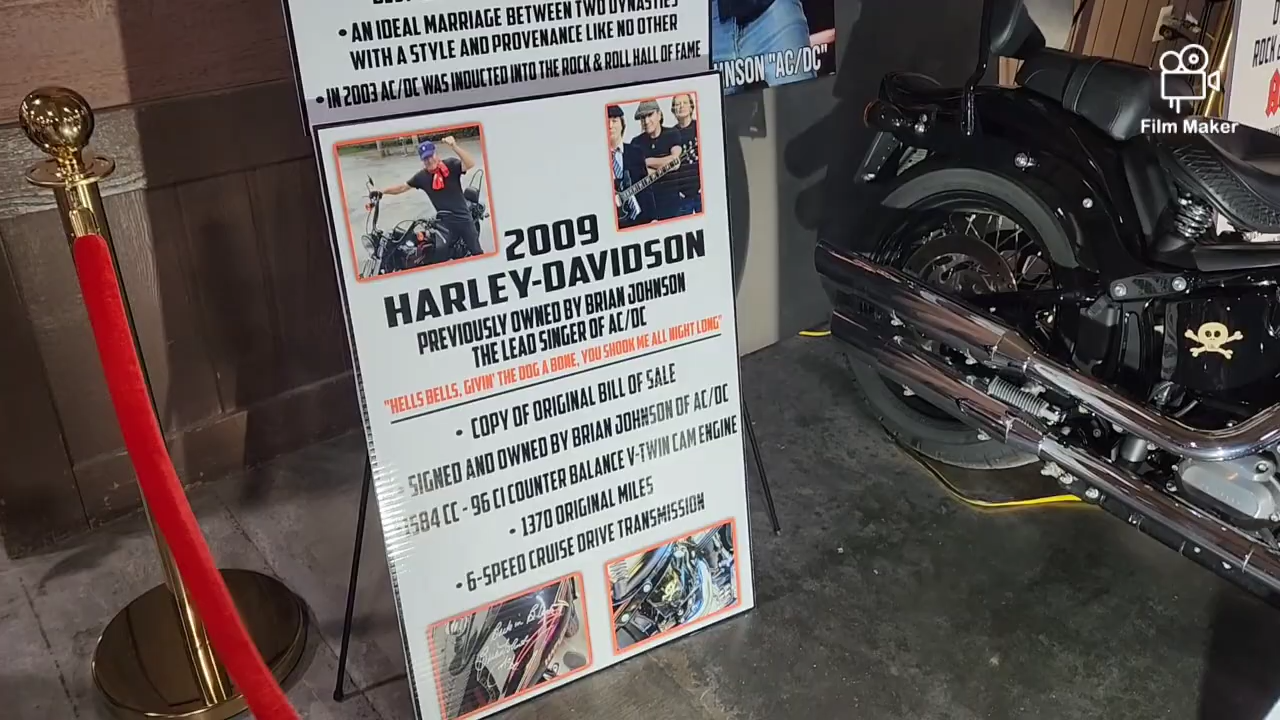 • AN IDEAL MARRIAGE BETWEEN TWO DYNASTIES
WITH A STYLE AND PROVENANCE LIKE NO OTHER
• IN 2003 AC/DC WAS INDUCTED INTO THE ROCK & ROLL HALL OF FAME
"AC/DC"
Film Maker
2009
HARLEY-DAVIDSON
PREVIOUSLY OWNED BY BRIAN JOHNSON
THE LEAD SINGER OF AC/DC
"HELLS BELLS, GIVIN' THE DOG A BONE, YOU SHOOK ME ALL NIGHT LONG"
• COPY OF ORIGINAL BILL OF SALE
• SIGNED AND OWNED BY BRIAN JOHNSON OF AC/DC
1584 CC - 96 CI COUNTER BALANCE V-TWIN CAM ENGINE
• 1370 ORIGINAL MILES
• 6-SPEED CRUISE DRIVE TRANSMISSION